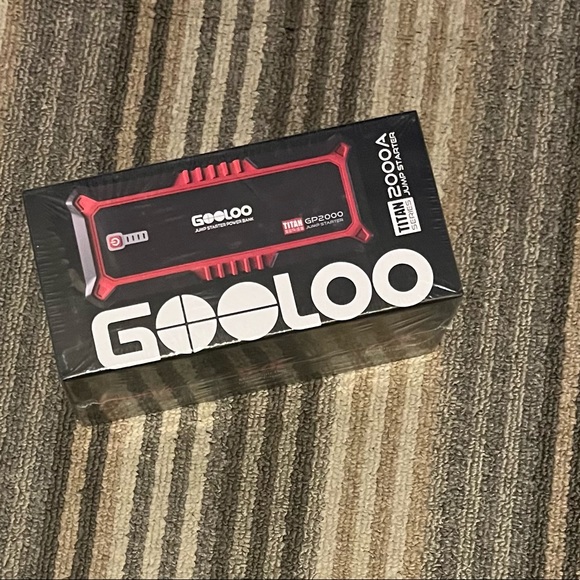 GOOLOO
JUMP STARTER POWER BANK
TITAN
SERIES
GP2000
JUMP STARTER
TITAN
SERIES
2000A
JUMP STARTER
GOOLOO